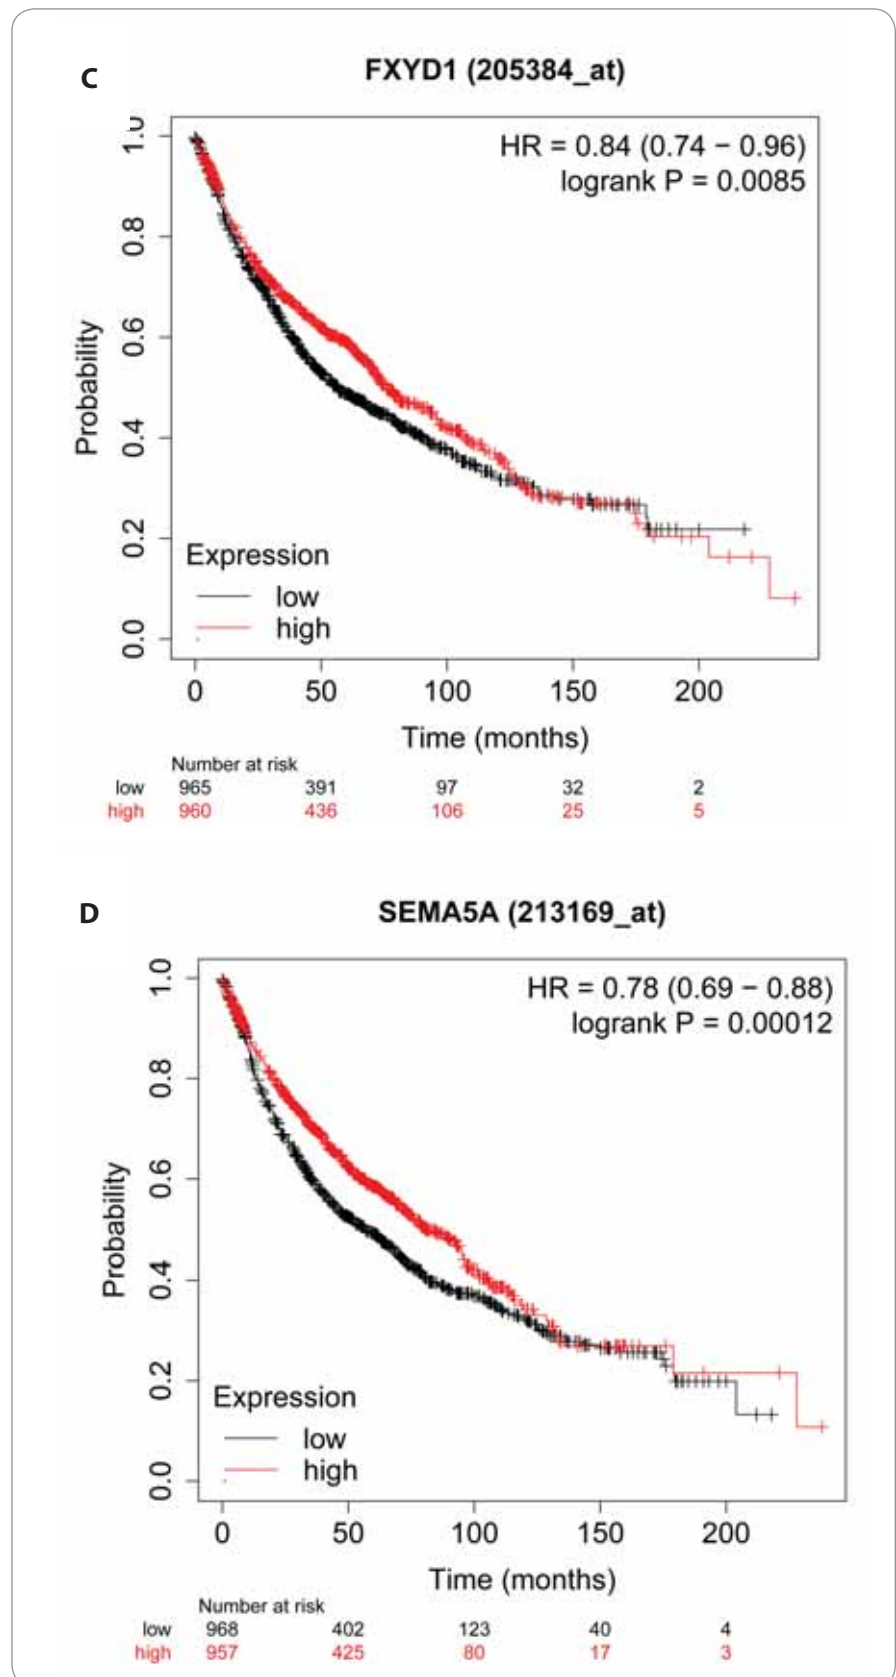 C
FXYD1 (205384_at)
HR = 0.84 (0.74 − 0.96)
logrank P = 0.0085
Probability
1.0
0.8
0.6
0.4
0.2
0.0
Expression
low
high
0 50 100 150 200
Time (months)
Number at risk
low 965 391 97 32 2
high 960 436 106 25 5
D
SEMA5A (213169_at)
HR = 0.78 (0.69 − 0.88)
logrank P = 0.00012
Probability
1.0
0.8
0.6
0.4
0.2
0.0
Expression
low
high
0 50 100 150 200
Time (months)
Number at risk
low 968 402 123 40 4
high 957 425 80 17 3